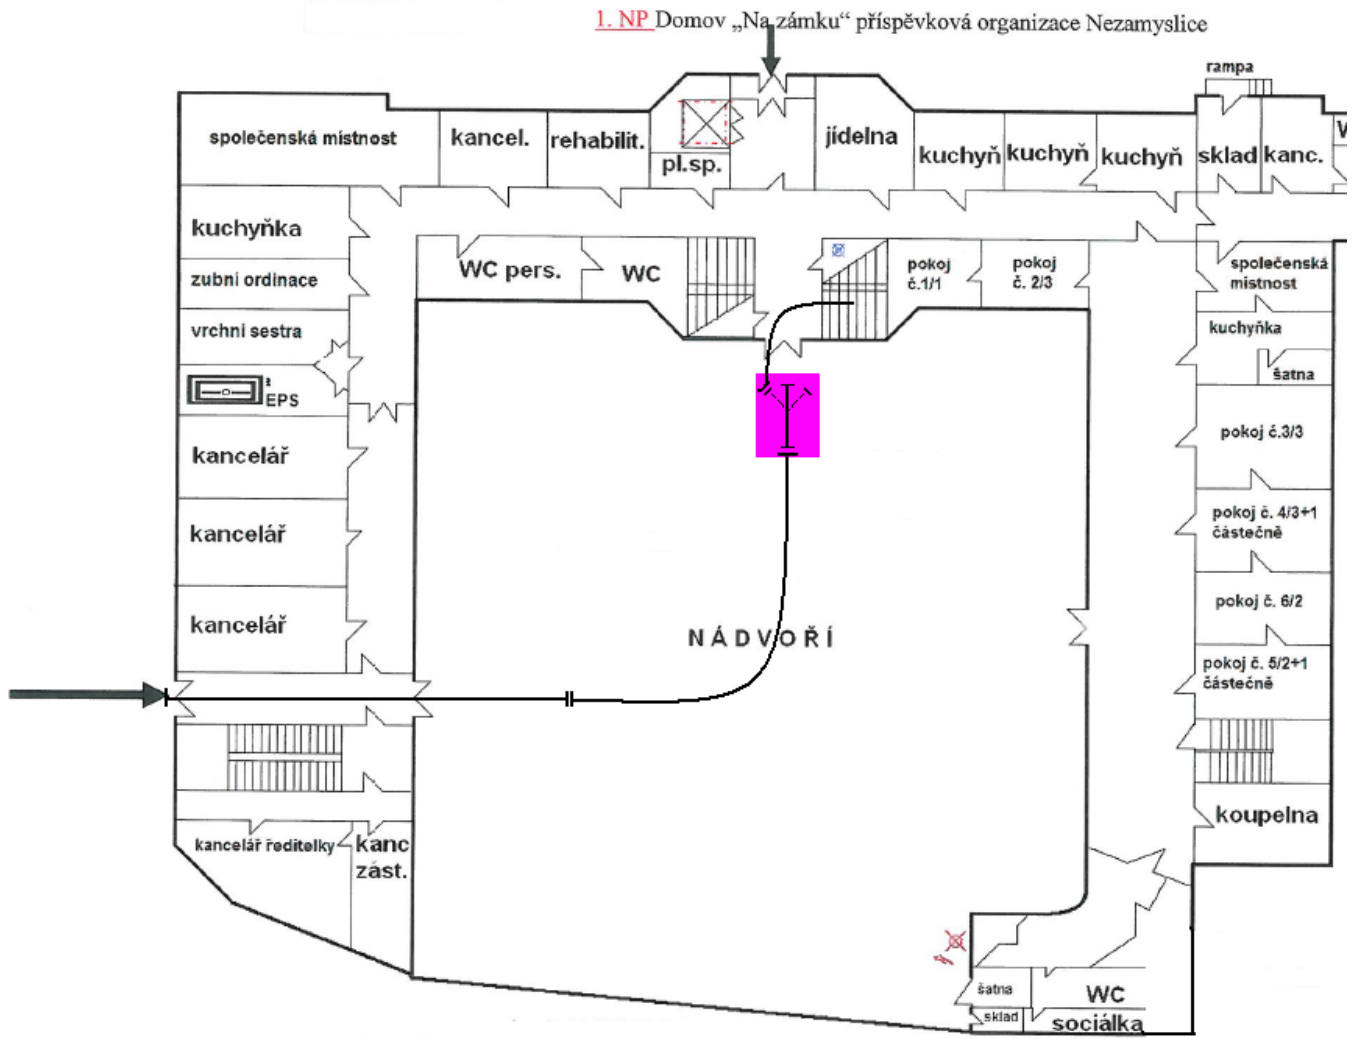 1. NP Domov „Na zámku“ příspěvková organizace Nezamyslice
rampa
společenská místnost
kancel.
rehabilit.
pl.sp.
jídelna
kuchyň
kuchyň
kuchyň
sklad
kanc.
kuchyňka
WC pers.
WC
pokoj
č.1/1
pokoj
č. 2/3
společenská
místnost
zubní ordinace
vrchní sestra
kuchyňka
šatna
EPS
pokoj č.3/3
kancelář
pokoj č. 4/3+1
částečně
kancelář
pokoj č. 6/2
kancelář
NÁDVOŘÍ
pokoj č. 5/2+1
částečně
koupelna
kancelář ředitelky
kanc
zást.
šatna
WC
sklad
sociálka